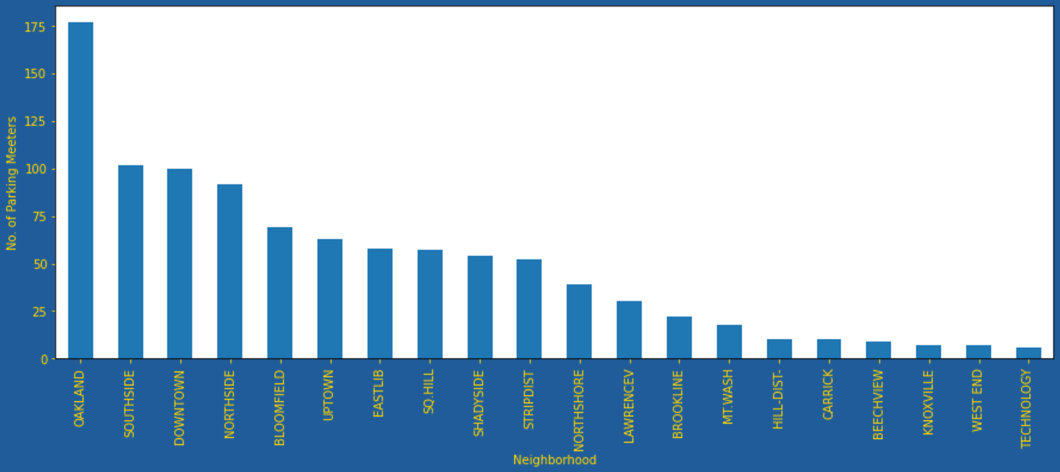 175
150
125
100
75
50
25
0
No. of Parking Meters
OAKLAND
SOUTHSIDE
DOWNTOWN
NORTHSIDE
BLOOMFIELD
UPTOWN
EASTLIB
SQ.HILL
SHADYSIDE
STRIPDIST
NORTHSHORE
LAWRENCEV
BROOKLINE
MT.WASH
HILL-DIST-
CARRICK
BEECHVIEW
KNOXVILLE
WEST END
TECHNOLOGY
Neighborhood